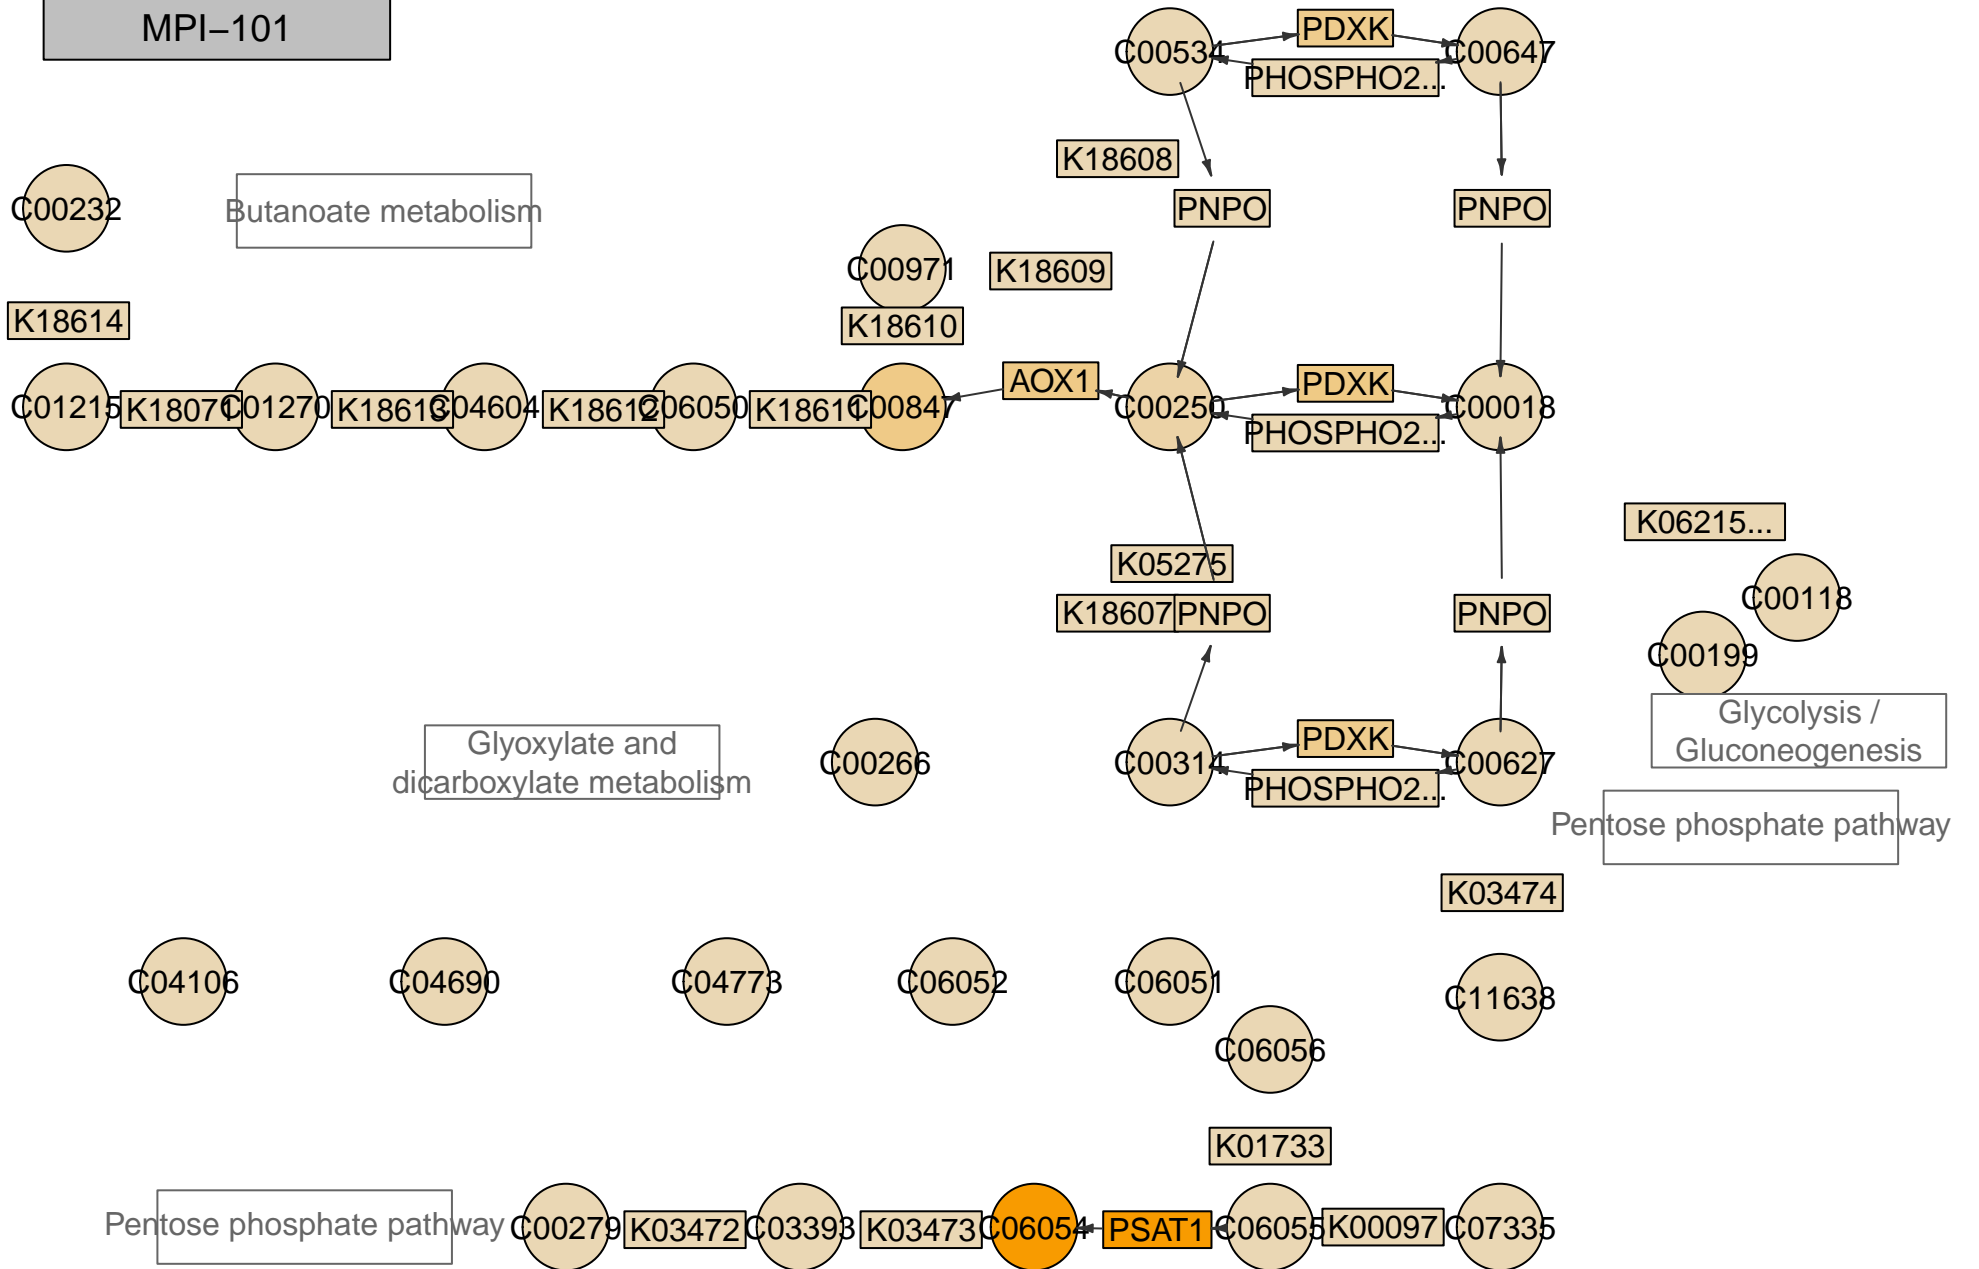 MPI–101
C00534
PDXK
C00647
PHOSPHO2...
K18608
C00232
Butanoate metabolism
PNPO
PNPO
C00971
K18609
K18614
K18610
AOX1
PDXK
C01215
K18071
C01270
K18613
C04604
K18612
C06050
K18611
C00847
C00250
C00018
PHOSPHO2...
K06215...
K05275
C00118
K18607
PNPO
PNPO
C00199
Glycolysis /
Gluconeogenesis
Glyoxylate and
dicarboxylate metabolism
C00266
C00314
PDXK
C00627
PHOSPHO2...
Pentose phosphate pathway
K03474
C04106
C04690
C04773
C06052
C06051
C11638
C06056
K01733
Pentose phosphate pathway
C00279
K03472
C03393
K03473
C06054
PSAT1
C06055
K00097
C07335